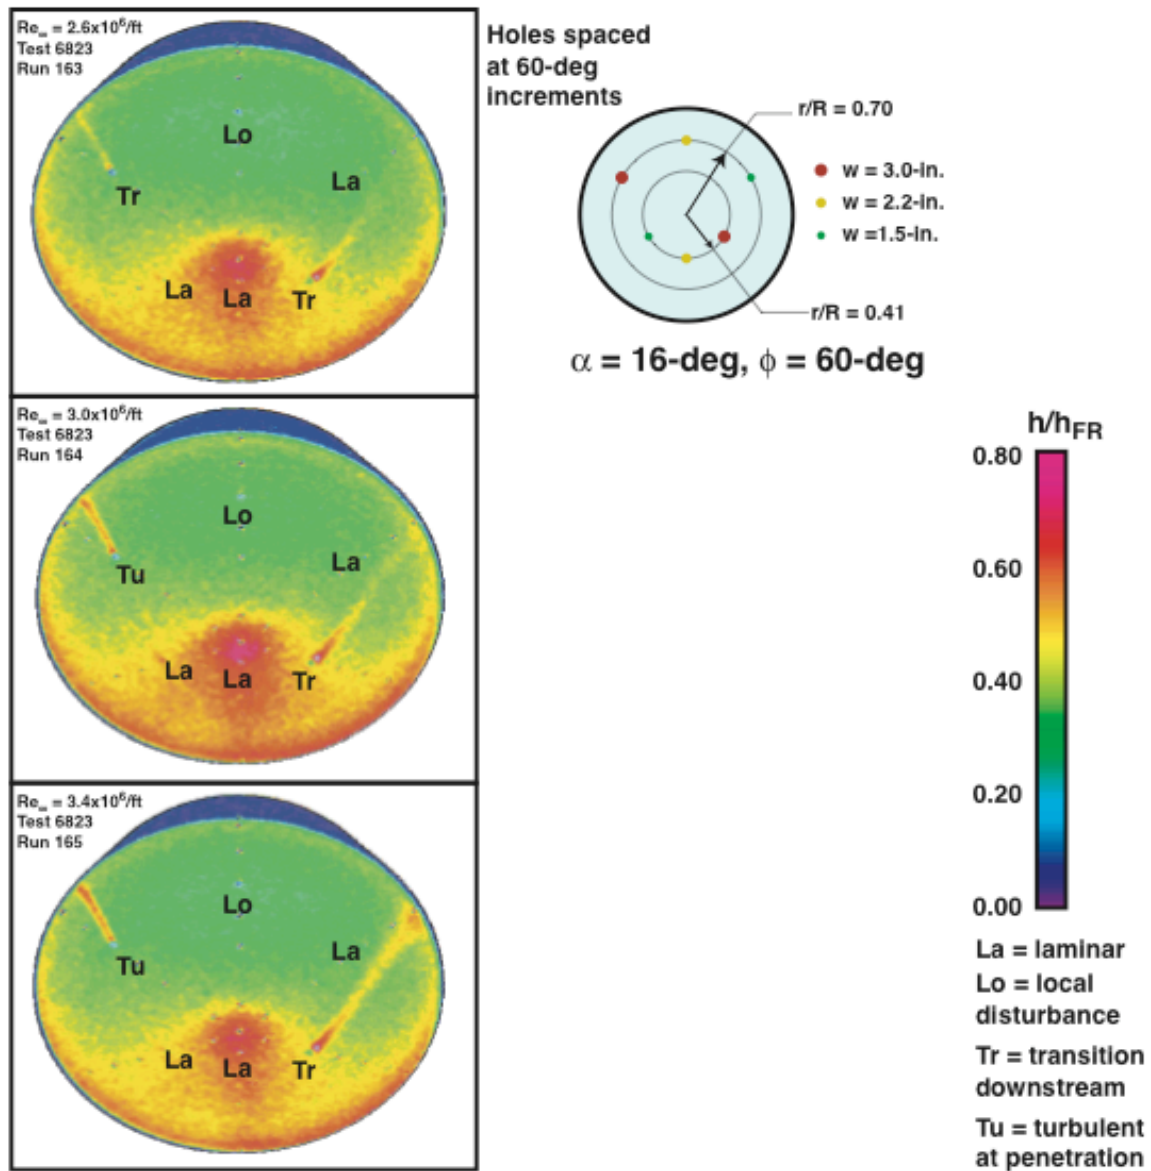 Re∞ = 2.6x10⁶/ft
Test 6823
Run 163
Lo
La
Tr
La
La
Tr
Holes spaced
at 60-deg
increments
r/R = 0.70
w = 3.0-in.
w = 2.2-in.
w =1.5-in.
r/R = 0.41
α = 16-deg, ϕ = 60-deg
Re∞ = 3.0x10⁶/ft
Test 6823
Run 164
Lo
La
Tu
La
La
Tr
Re∞ = 3.4x10⁶/ft
Test 6823
Run 165
Lo
La
Tu
La
La
Tr
h/hFR
0.80
0.60
0.40
0.20
0.00
La = laminar
Lo = local
disturbance
Tr = transition
downstream
Tu = turbulent
at penetration